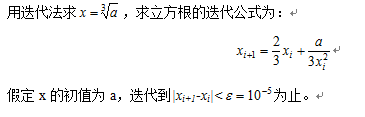 用迭代法求 x = ∛a ，求立方根的迭代公式为：↵
x_{i+1} = \frac{2}{3} x_i + \frac{a}{3x_i^2} ↵
假定 x 的初值为 a，迭代到 |x_{i+1}-x_i| < ε = 10^{-5} 为止。↵